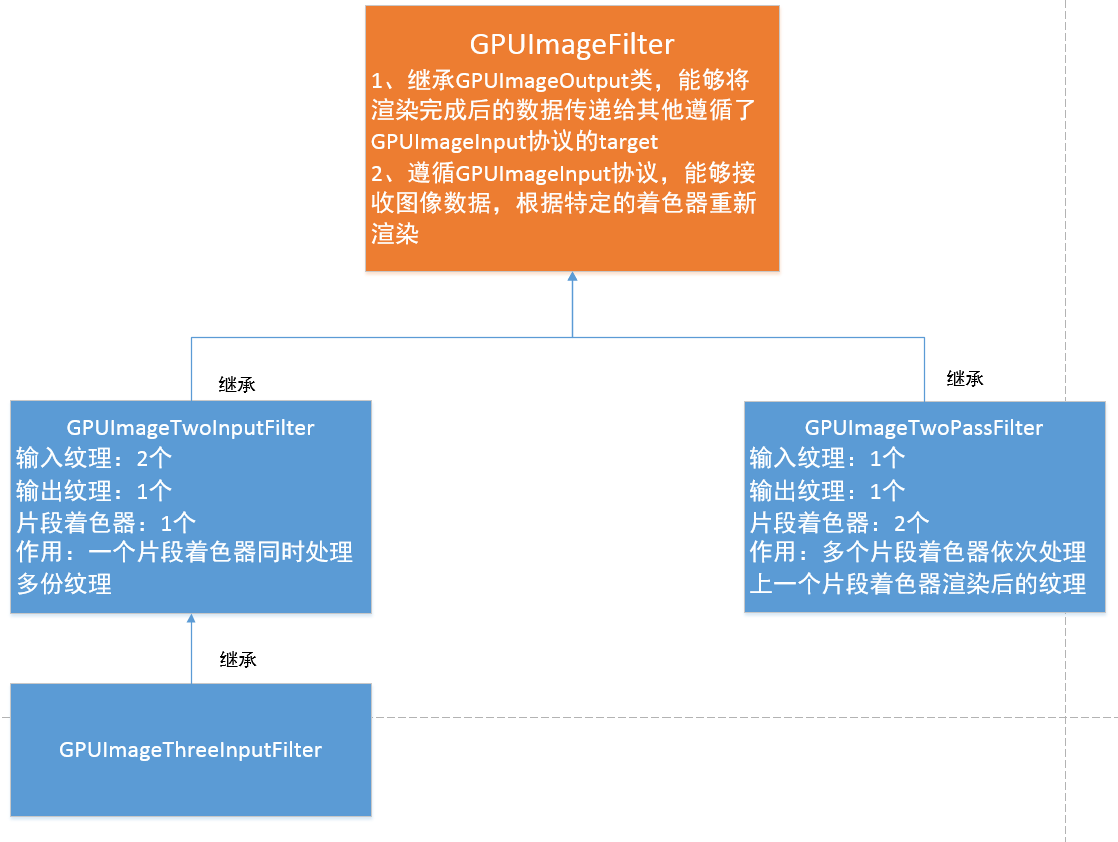 GPUImageFilter
1、继承GPUImageOutput类，能够将
渲染完成后的数据传递给其他遵循了
GPUImageInput协议的target
2、遵循GPUImageInput协议，能够接
收图像数据，根据特定的着色器重新
渲染
继承
继承
GPUImageTwoInputFilter
输入纹理：2个
输出纹理：1个
片段着色器：1个
作用：一个片段着色器同时处理
多份纹理
GPUImageTwoPassFilter
输入纹理：1个
输出纹理：1个
片段着色器：2个
作用：多个片段着色器依次处理
上一个片段着色器渲染后的纹理
继承
GPUImageThreeInputFilter